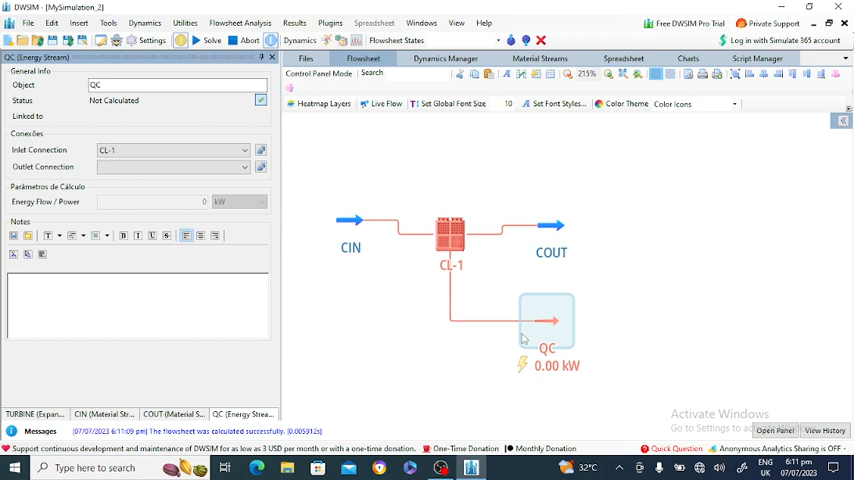 DWSIM - [MySimulation_2]
File Edit Insert Tools Dynamics Utilities Flowsheet Analysis Results Plugins Spreadsheet Windows View Help
Free DWSIM Pro Trial Private Support
Settings Solve Abort Dynamics Flowsheet States
Log in with Simulate 365 account
QC (Energy Stream)
Files Flowsheet Dynamics Manager Material Streams Spreadsheet Charts Script Manager
General Info
Control Panel Mode Search 215%
Object QC
Status Not Calculated
Heatmap Layers Live Flow Set Global Font Size 10 Set Font Styles... Color Theme Color Icons
Linked to
Conexões
Inlet Connection CL-1
Outlet Connection
Parâmetros de Cálculo
Energy Flow / Power 0 kW
Notes
CIN
COUT
CL-1
QC
0.00 kW
Activate Windows
Go to Settings to
TURBINE (Expan... CIN (Material Str... COUT (Material S... QC (Energy Strea...
Messages [07/07/2023 6:11:09 pm] The flowsheet was calculated successfully. [0.005912s]
Open Panel View History
Support continuous development and maintenance of DWSIM for as low as 3 USD per month or with a one-time donation. One-Time Donation Monthly Donation Quick Question Anonymous Analytics Sharing is OFF
Type here to search
32°C
ENG
UK
6:11 pm
07/07/2023